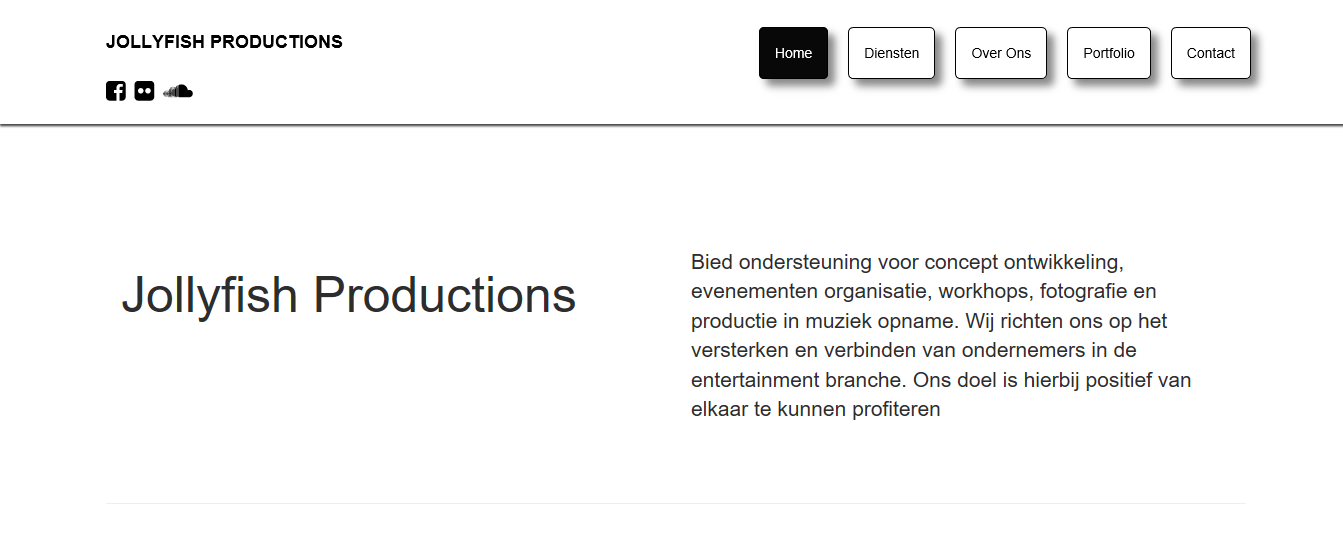 JOLLYFISH PRODUCTIONS
Home
Diensten
Over Ons
Portfolio
Contact
Jollyfish Productions
Bied ondersteuning voor concept ontwikkeling,
evenementen organisatie, workhops, fotografie en
productie in muziek opname. Wij richten ons op het
versterken en verbinden van ondernemers in de
entertainment branche. Ons doel is hierbij positief van
elkaar te kunnen profiteren